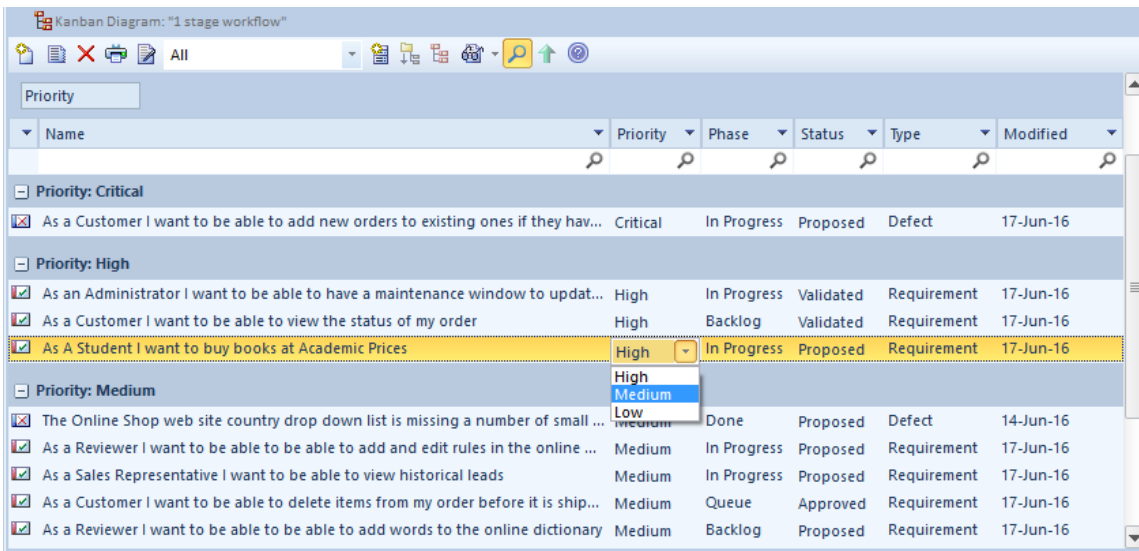 Kanban Diagram: "1 stage workflow"
All
Priority
Name Priority Phase Status Type Modified
Priority: Critical
As a Customer I want to be able to add new orders to existing ones if they hav... Critical In Progress Proposed Defect 17-Jun-16
Priority: High
As an Administrator I want to be able to have a maintenance window to updat... High In Progress Validated Requirement 17-Jun-16
As a Customer I want to be able to view the status of my order High Backlog Validated Requirement 17-Jun-16
As A Student I want to buy books at Academic Prices High In Progress Proposed Requirement 17-Jun-16
High
Priority: Medium
Medium
Low
The Online Shop web site country drop down list is missing a number of small ... Medium Done Proposed Defect 14-Jun-16
As a Reviewer I want to be able to be able to add and edit rules in the online ... Medium In Progress Proposed Requirement 17-Jun-16
As a Sales Representative I want to be able to view historical leads Medium In Progress Proposed Requirement 17-Jun-16
As a Customer I want to be able to delete items from my order before it is ship... Medium Queue Approved Requirement 17-Jun-16
As a Reviewer I want to be able to be able to add words to the online dictionary Medium Backlog Proposed Requirement 17-Jun-16